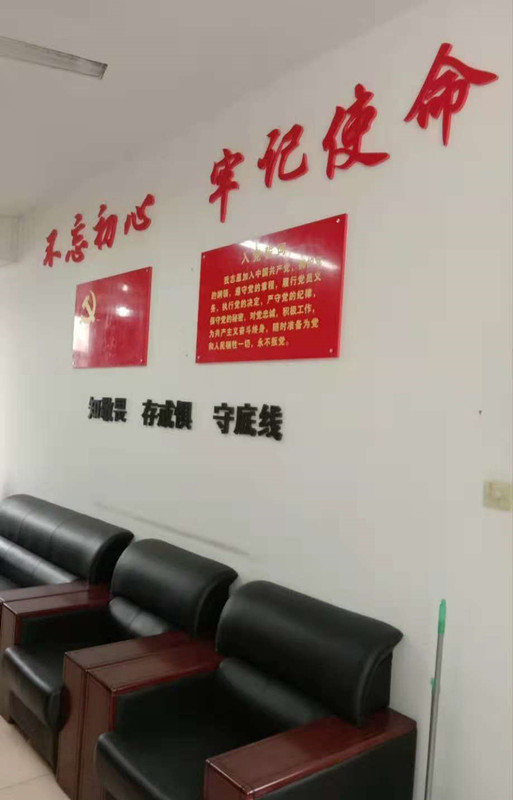 不忘初心 牢记使命
入党誓词
我志愿加入中国共产党,
的纲领,遵守党的章程,履行党员义
务,执行党的决定,严守党的纪律,
保守党的秘密,对党忠诚,积极工作,
为共产主义奋斗终身,随时准备为党
和人民牺牲一切,永不叛党。
知敬畏 存戒惧 守底线